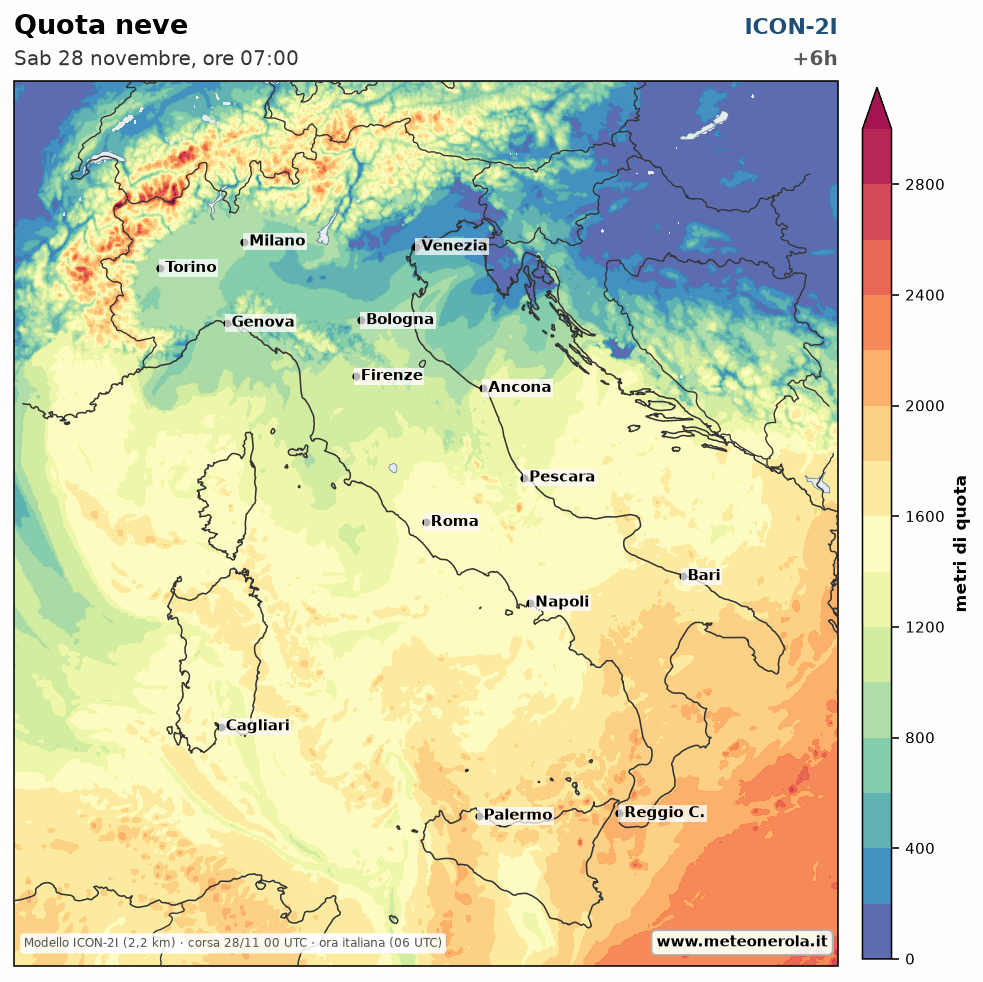 Quota neve
ICON-2I
Sab 28 novembre, ore 07:00
+6h
Milano
Venezia
Torino
Genova
Bologna
Firenze
Ancona
Pescara
Roma
Bari
Napoli
Cagliari
Palermo
Reggio C.
2800
2400
2000
1600
1200
800
400
0
metri di quota
Modello ICON-2I (2,2 km) · corsa 28/11 00 UTC · ora italiana (06 UTC)
www.meteonerola.it